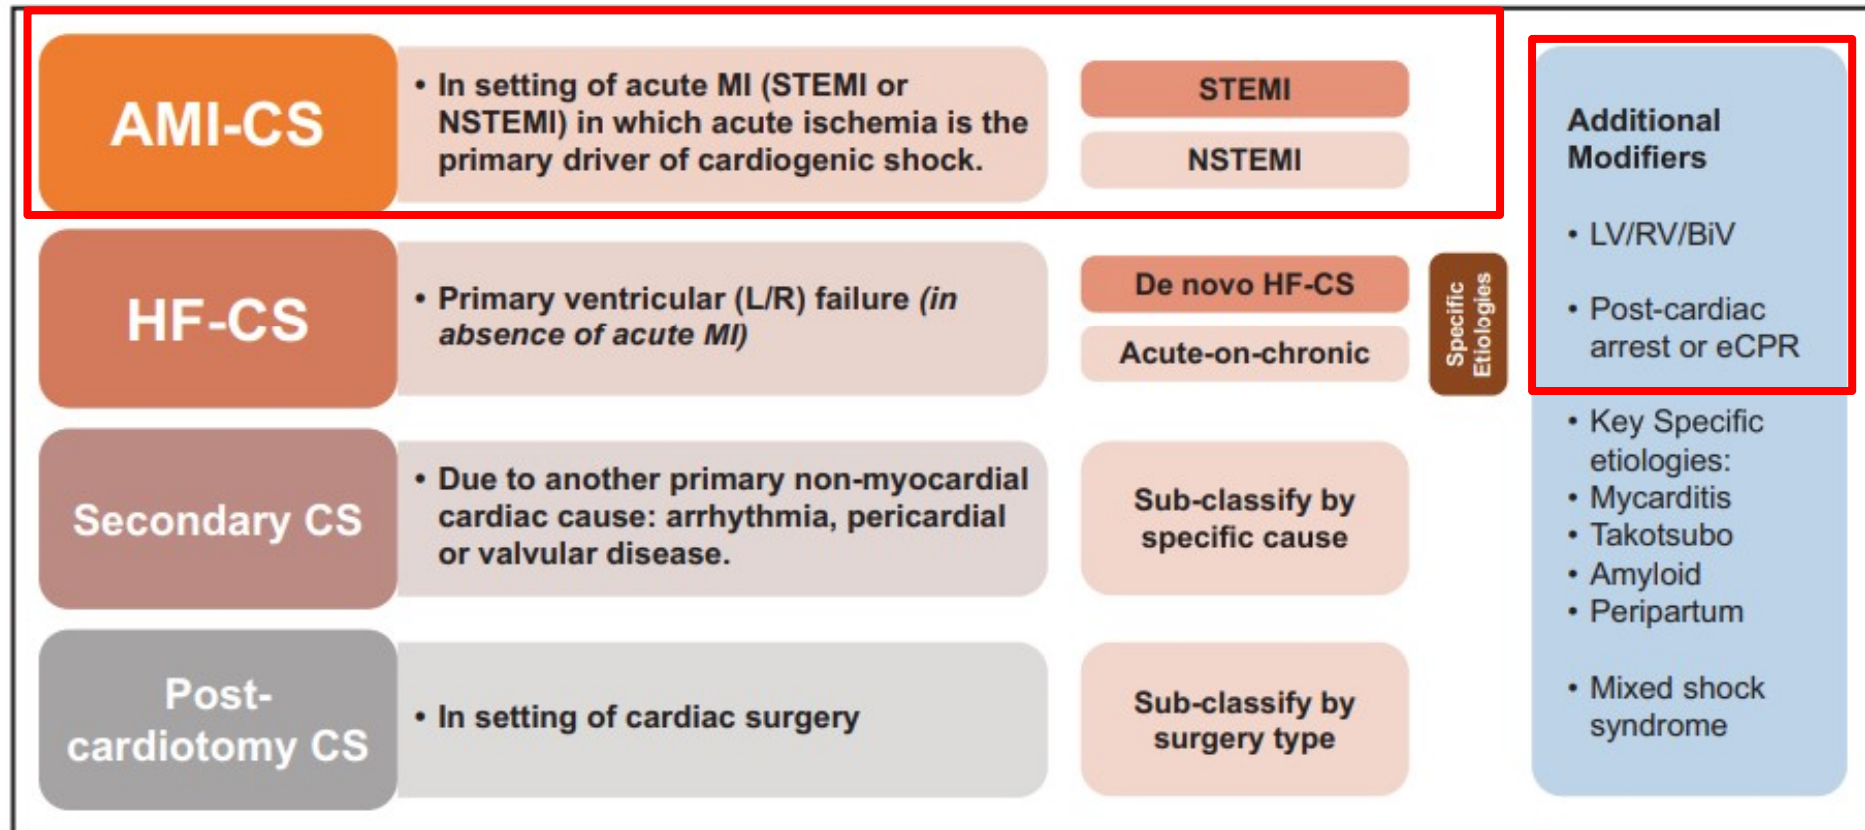 AMI-CS
• In setting of acute MI (STEMI or
NSTEMI) in which acute ischemia is the
primary driver of cardiogenic shock.
STEMI
NSTEMI
HF-CS
• Primary ventricular (L/R) failure (in
absence of acute MI)
De novo HF-CS
Acute-on-chronic
Specific
Etiologies
Secondary CS
• Due to another primary non-myocardial
cardiac cause: arrhythmia, pericardial
or valvular disease.
Sub-classify by
specific cause
Post-
cardiotomy CS
• In setting of cardiac surgery
Sub-classify by
surgery type
Additional
Modifiers
• LV/RV/BiV
• Post-cardiac
arrest or eCPR
• Key Specific
etiologies:
• Mycarditis
• Takotsubo
• Amyloid
• Peripartum
• Mixed shock
syndrome